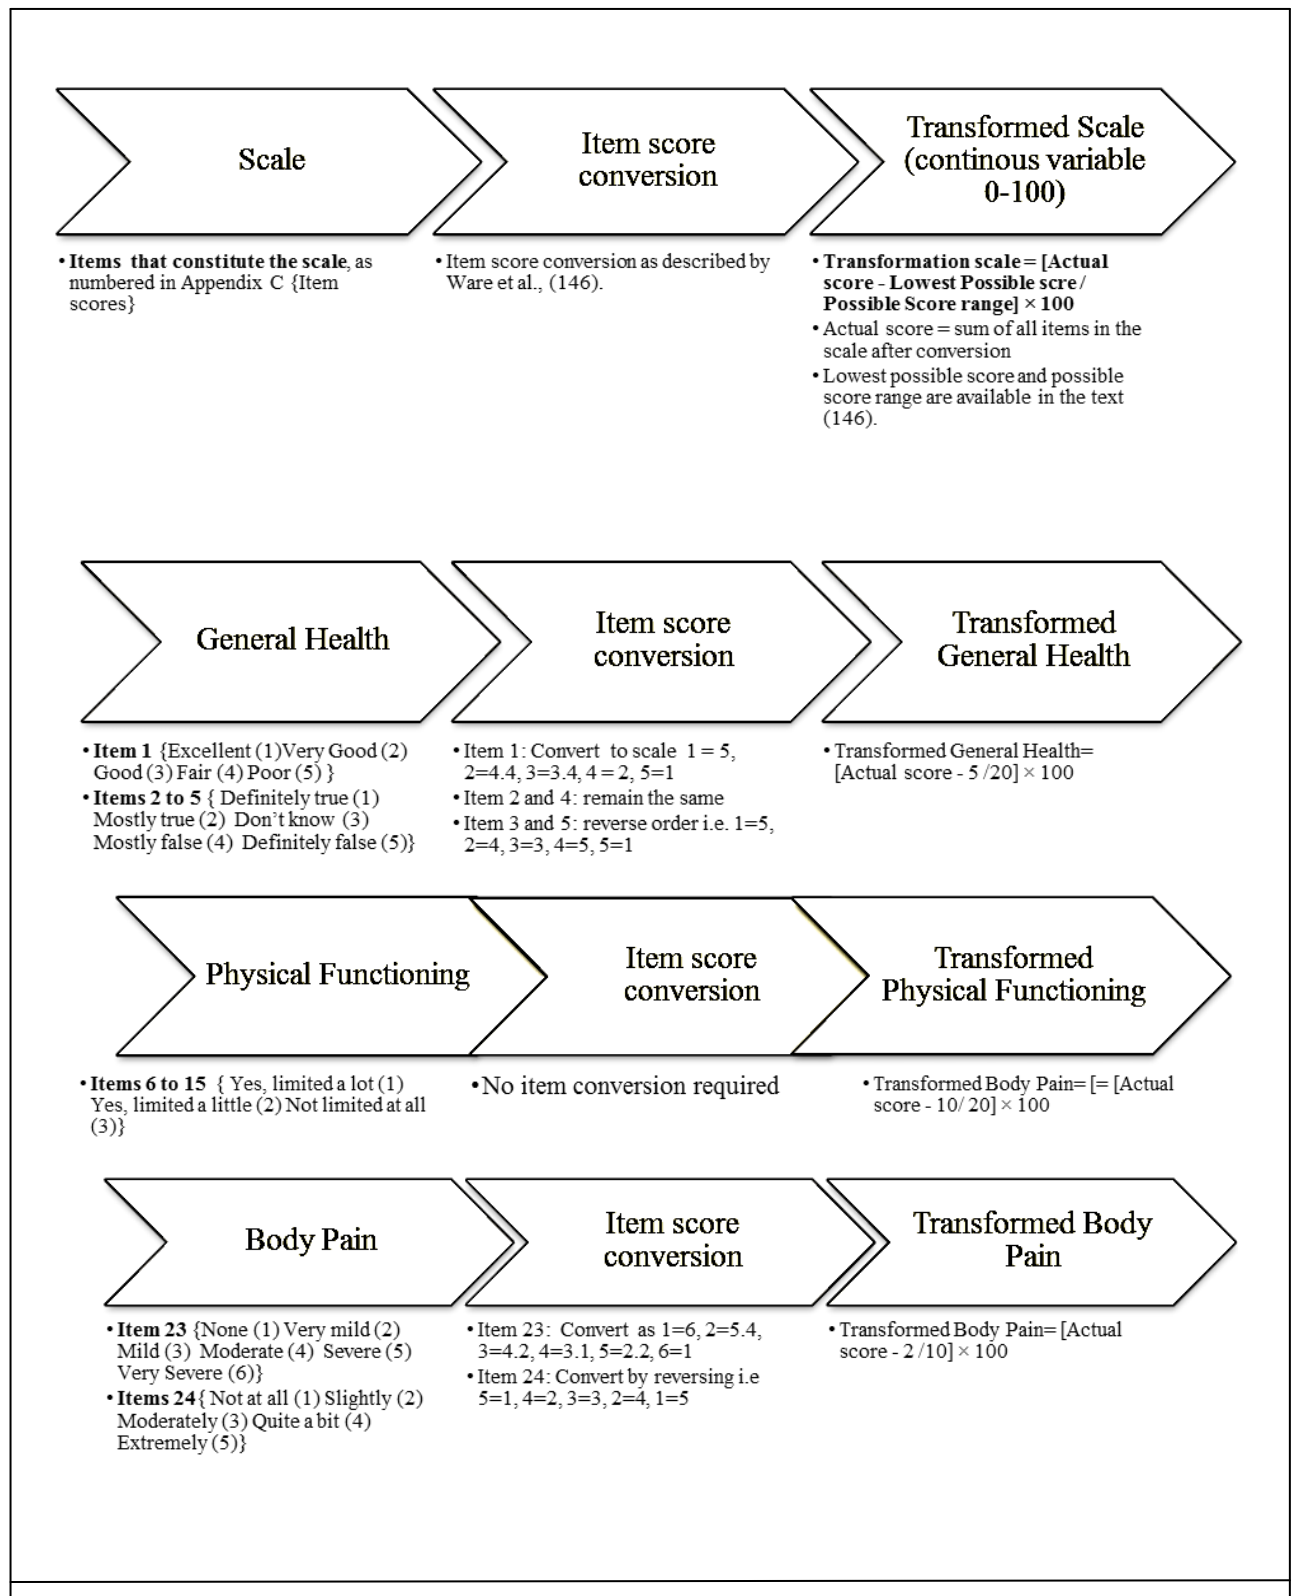 Scale
Item score
conversion
Transformed Scale
(continous variable
0-100)
• Items that constitute the scale, as
numbered in Appendix C {Item
scores}
• Item score conversion as described by
Ware et al., (146).
• Transformation scale = [Actual
score - Lowest Possible scre /
Possible Score range] × 100
• Actual score = sum of all items in the
scale after conversion
• Lowest possible score and possible
score range are available in the text
(146).
General Health
Item score
conversion
Transformed
General Health
• Item 1 {Excellent (1)Very Good (2)
Good (3) Fair (4) Poor (5) }
• Items 2 to 5 { Definitely true (1)
Mostly true (2) Don't know (3)
Mostly false (4) Definitely false (5)}
• Item 1: Convert to scale 1 = 5,
2=4.4, 3=3.4, 4 = 2, 5=1
• Item 2 and 4: remain the same
• Item 3 and 5: reverse order i.e. 1=5,
2=4, 3=3, 4=5, 5=1
• Transformed General Health=
[Actual score - 5 /20] × 100
Physical Functioning
Item score
conversion
Transformed
Physical Functioning
• Items 6 to 15 { Yes, limited a lot (1)
Yes, limited a little (2) Not limited at all
(3)}
• No item conversion required
• Transformed Body Pain= [= [Actual
score - 10/ 20] × 100
Body Pain
Item score
conversion
Transformed Body
Pain
• Item 23 {None (1) Very mild (2)
Mild (3) Moderate (4) Severe (5)
Very Severe (6)}
• Items 24{ Not at all (1) Slightly (2)
Moderately (3) Quite a bit (4)
Extremely (5)}
• Item 23: Convert as 1=6, 2=5.4,
3=4.2, 4=3.1, 5=2.2, 6=1
• Item 24: Convert by reversing i.e
5=1, 4=2, 3=3, 2=4, 1=5
• Transformed Body Pain= [Actual
score - 2 /10] × 100